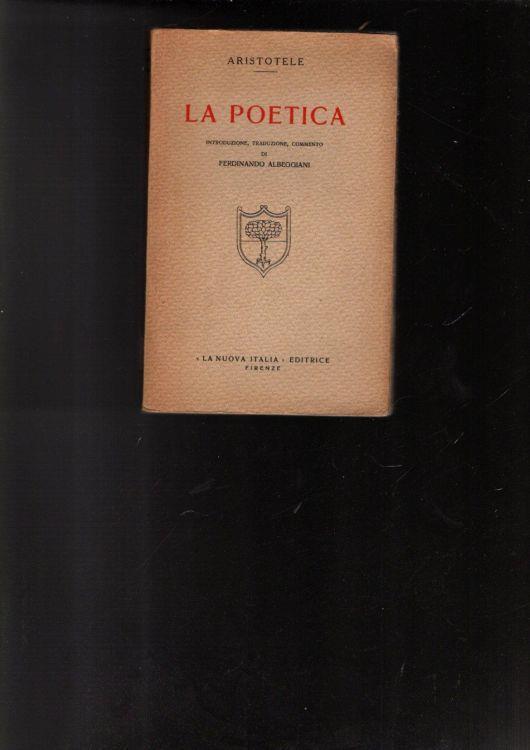 ARISTOTELE
LA POETICA
INTRODUZIONE, TRADUZIONE, COMMENTO
DI
FERDINANDO ALBEGGIANI
« LA NUOVA ITALIA » EDITRICE
FIRENZE